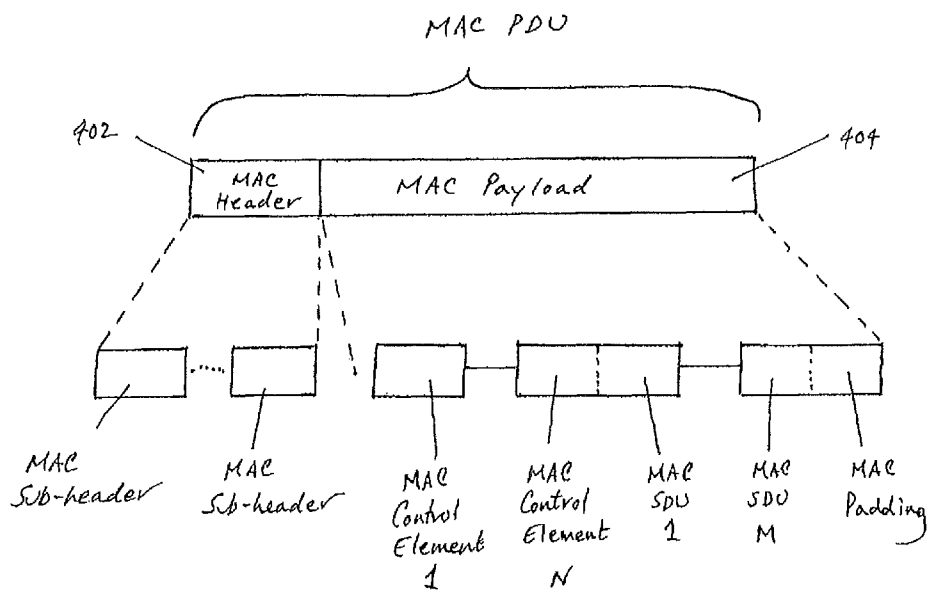 MAC PDU
402
404
MAC
Header
MAC Payload
MAC
Sub-header
MAC
Sub-header
MAC
Control
Element
1
MAC
Control
Element
N
MAC
SDU
1
MAC
SDU
M
MAC
Padding